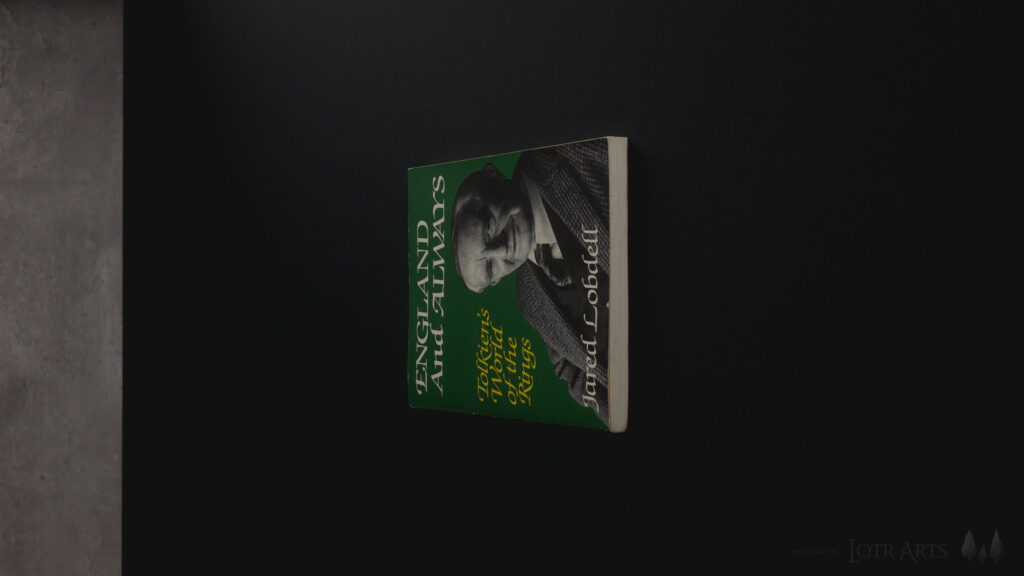 ENGLAND
And ALWAYS
Tolkien's
World
of the
Rings
Jared Lobdell
LOTR ARTS